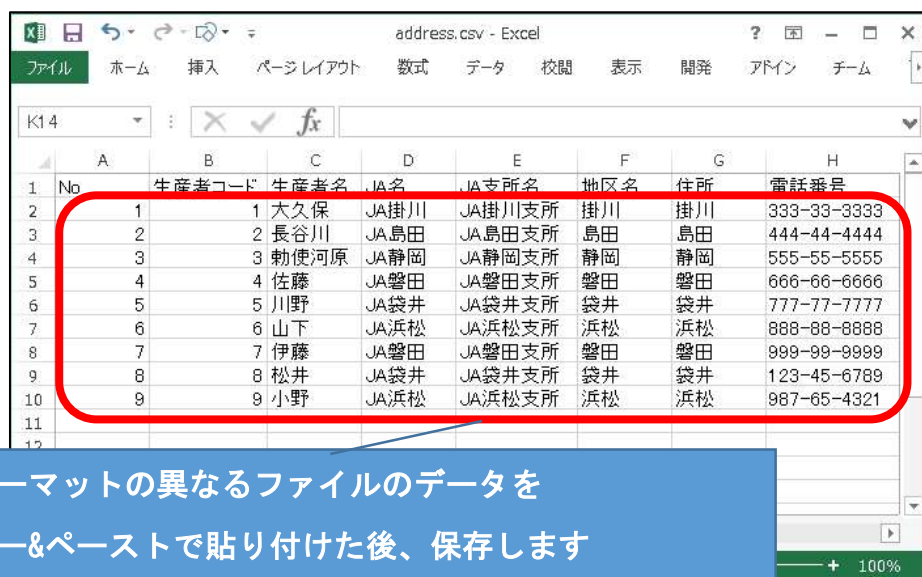 address.csv - Excel
ファイル ホーム 挿入 ページ レイアウト 数式 データ 校閲 表示 開発 アドイン チーム
K14 fx
A B C D E F G H
1 No 生産者コード 生産者名 JA名 JA支所名 地区名 住所 電話番号
2 1 1 大久保 JA掛川 JA掛川支所 掛川 掛川 333-33-3333
3 2 2 長谷川 JA島田 JA島田支所 島田 島田 444-44-4444
4 3 3 勅使河原 JA静岡 JA静岡支所 静岡 静岡 555-55-5555
5 4 4 佐藤 JA磐田 JA磐田支所 磐田 磐田 666-66-6666
6 5 5 川野 JA袋井 JA袋井支所 袋井 袋井 777-77-7777
7 6 6 山下 JA浜松 JA浜松支所 浜松 浜松 888-88-8888
8 7 7 伊藤 JA磐田 JA磐田支所 磐田 磐田 999-99-9999
9 8 8 松井 JA袋井 JA袋井支所 袋井 袋井 123-45-6789
10 9 9 小野 JA浜松 JA浜松支所 浜松 浜松 987-65-4321
11
12
ーマットの異なるファイルのデータを
ー&ペーストで貼り付けた後、保存します
100%